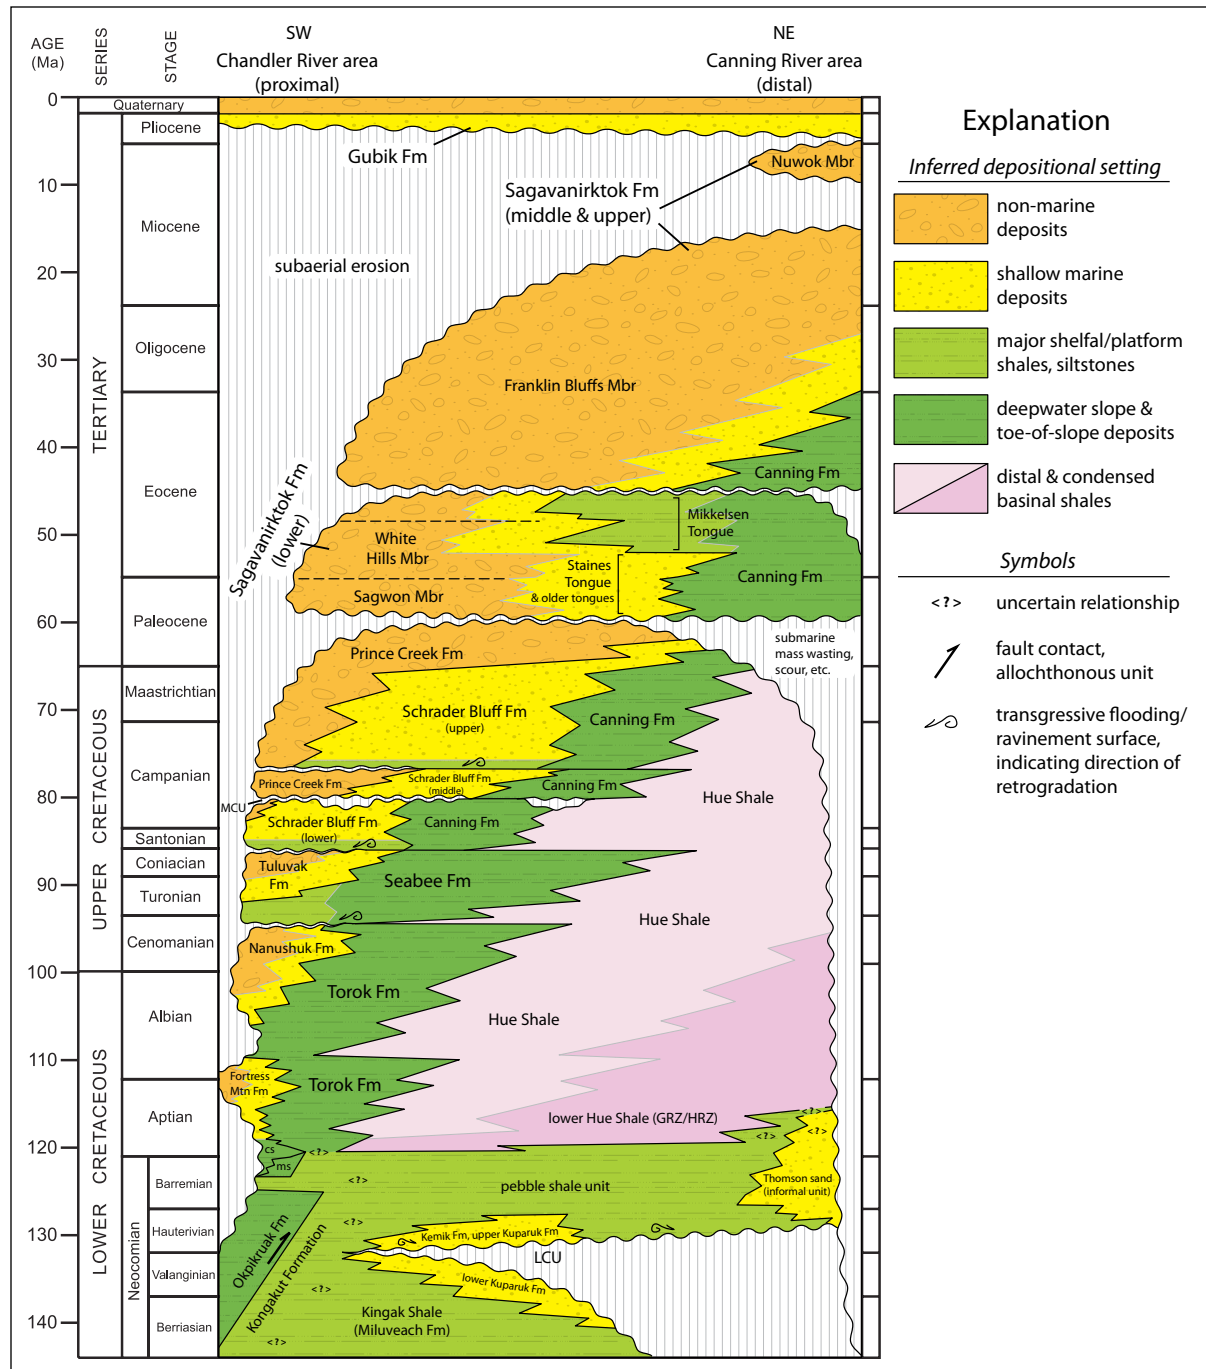 AGE
(Ma)
SERIES
STAGE
SW
Chandler River area
(proximal)
NE
Canning River area
(distal)
0
10
20
30
40
50
60
70
80
90
100
110
120
130
140
TERTIARY
UPPER CRETACEOUS
LOWER CRETACEOUS
Neocomian
Quaternary
Pliocene
Miocene
Oligocene
Eocene
Paleocene
Maastrichtian
Campanian
Santonian
Coniacian
Turonian
Cenomanian
Albian
Aptian
Barremian
Hauterivian
Valanginian
Berriasian
Gubik Fm
Nuwok Mbr
Sagavanirktok Fm
(middle & upper)
subaerial erosion
Franklin Bluffs Mbr
Canning Fm
Sagavanirktok Fm
(lower)
White
Hills Mbr
Sagwon Mbr
Mikkelsen
Tongue
Staines
Tongue
& older tongues
Canning Fm
submarine
mass wasting,
scour, etc.
Prince Creek Fm
Schrader Bluff Fm
(upper)
Canning Fm
Prince Creek Fm
Schrader Bluff Fm
(middle)
Canning Fm
Hue Shale
MCU
Schrader Bluff Fm
(lower)
Canning Fm
Tuluvak
Fm
Seabee Fm
Hue Shale
Nanushuk Fm
Torok Fm
Hue Shale
Fortress
Mtn Fm
Torok Fm
lower Hue Shale (GRZ/HRZ)
<?>
<?>
<?>
cs
ms
<?>
<?>
pebble shale unit
Thomson sand
(informal unit)
<?>
Kemik Fm, upper Kuparuk Fm
LCU
Okpikruak Fm
Kongakut Formation
<?>
lower Kuparuk Fm
Kingak Shale
(Miluveach Fm)
<?>
Explanation
Inferred depositional setting
non-marine
deposits
shallow marine
deposits
major shelfal/platform
shales, siltstones
deepwater slope &
toe-of-slope deposits
distal & condensed
basinal shales
Symbols
<?> uncertain relationship
fault contact,
allochthonous unit
transgressive flooding/
ravinement surface,
indicating direction of
retrogradation